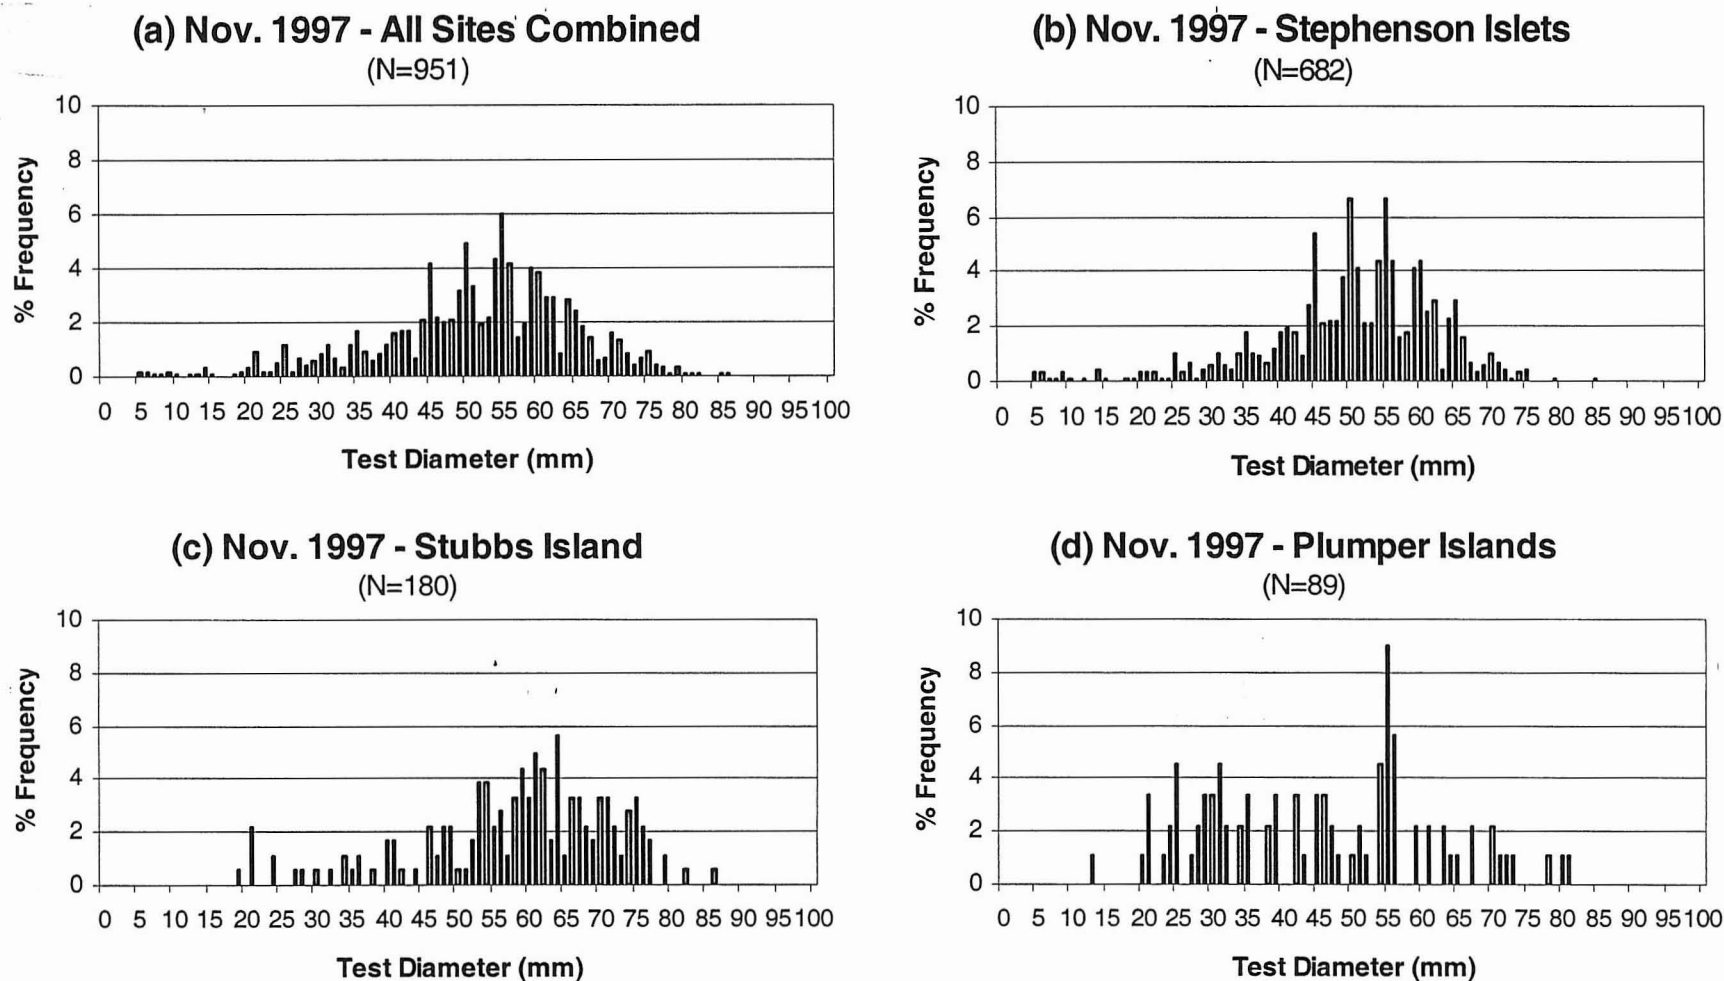 (a) Nov. 1997 - All Sites Combined
(N=951)
10
8
6
4
2
0
% Frequency
0 5 10 15 20 25 30 35 40 45 50 55 60 65 70 75 80 85 90 95 100
Test Diameter (mm)
(b) Nov. 1997 - Stephenson Islets
(N=682)
10
8
6
4
2
0
% Frequency
0 5 10 15 20 25 30 35 40 45 50 55 60 65 70 75 80 85 90 95 100
Test Diameter (mm)
(c) Nov. 1997 - Stubbs Island
(N=180)
10
8
6
4
2
0
% Frequency
0 5 10 15 20 25 30 35 40 45 50 55 60 65 70 75 80 85 90 95 100
Test Diameter (mm)
(d) Nov. 1997 - Plumper Islands
(N=89)
10
8
6
4
2
0
% Frequency
0 5 10 15 20 25 30 35 40 45 50 55 60 65 70 75 80 85 90 95 100
Test Diameter (mm)